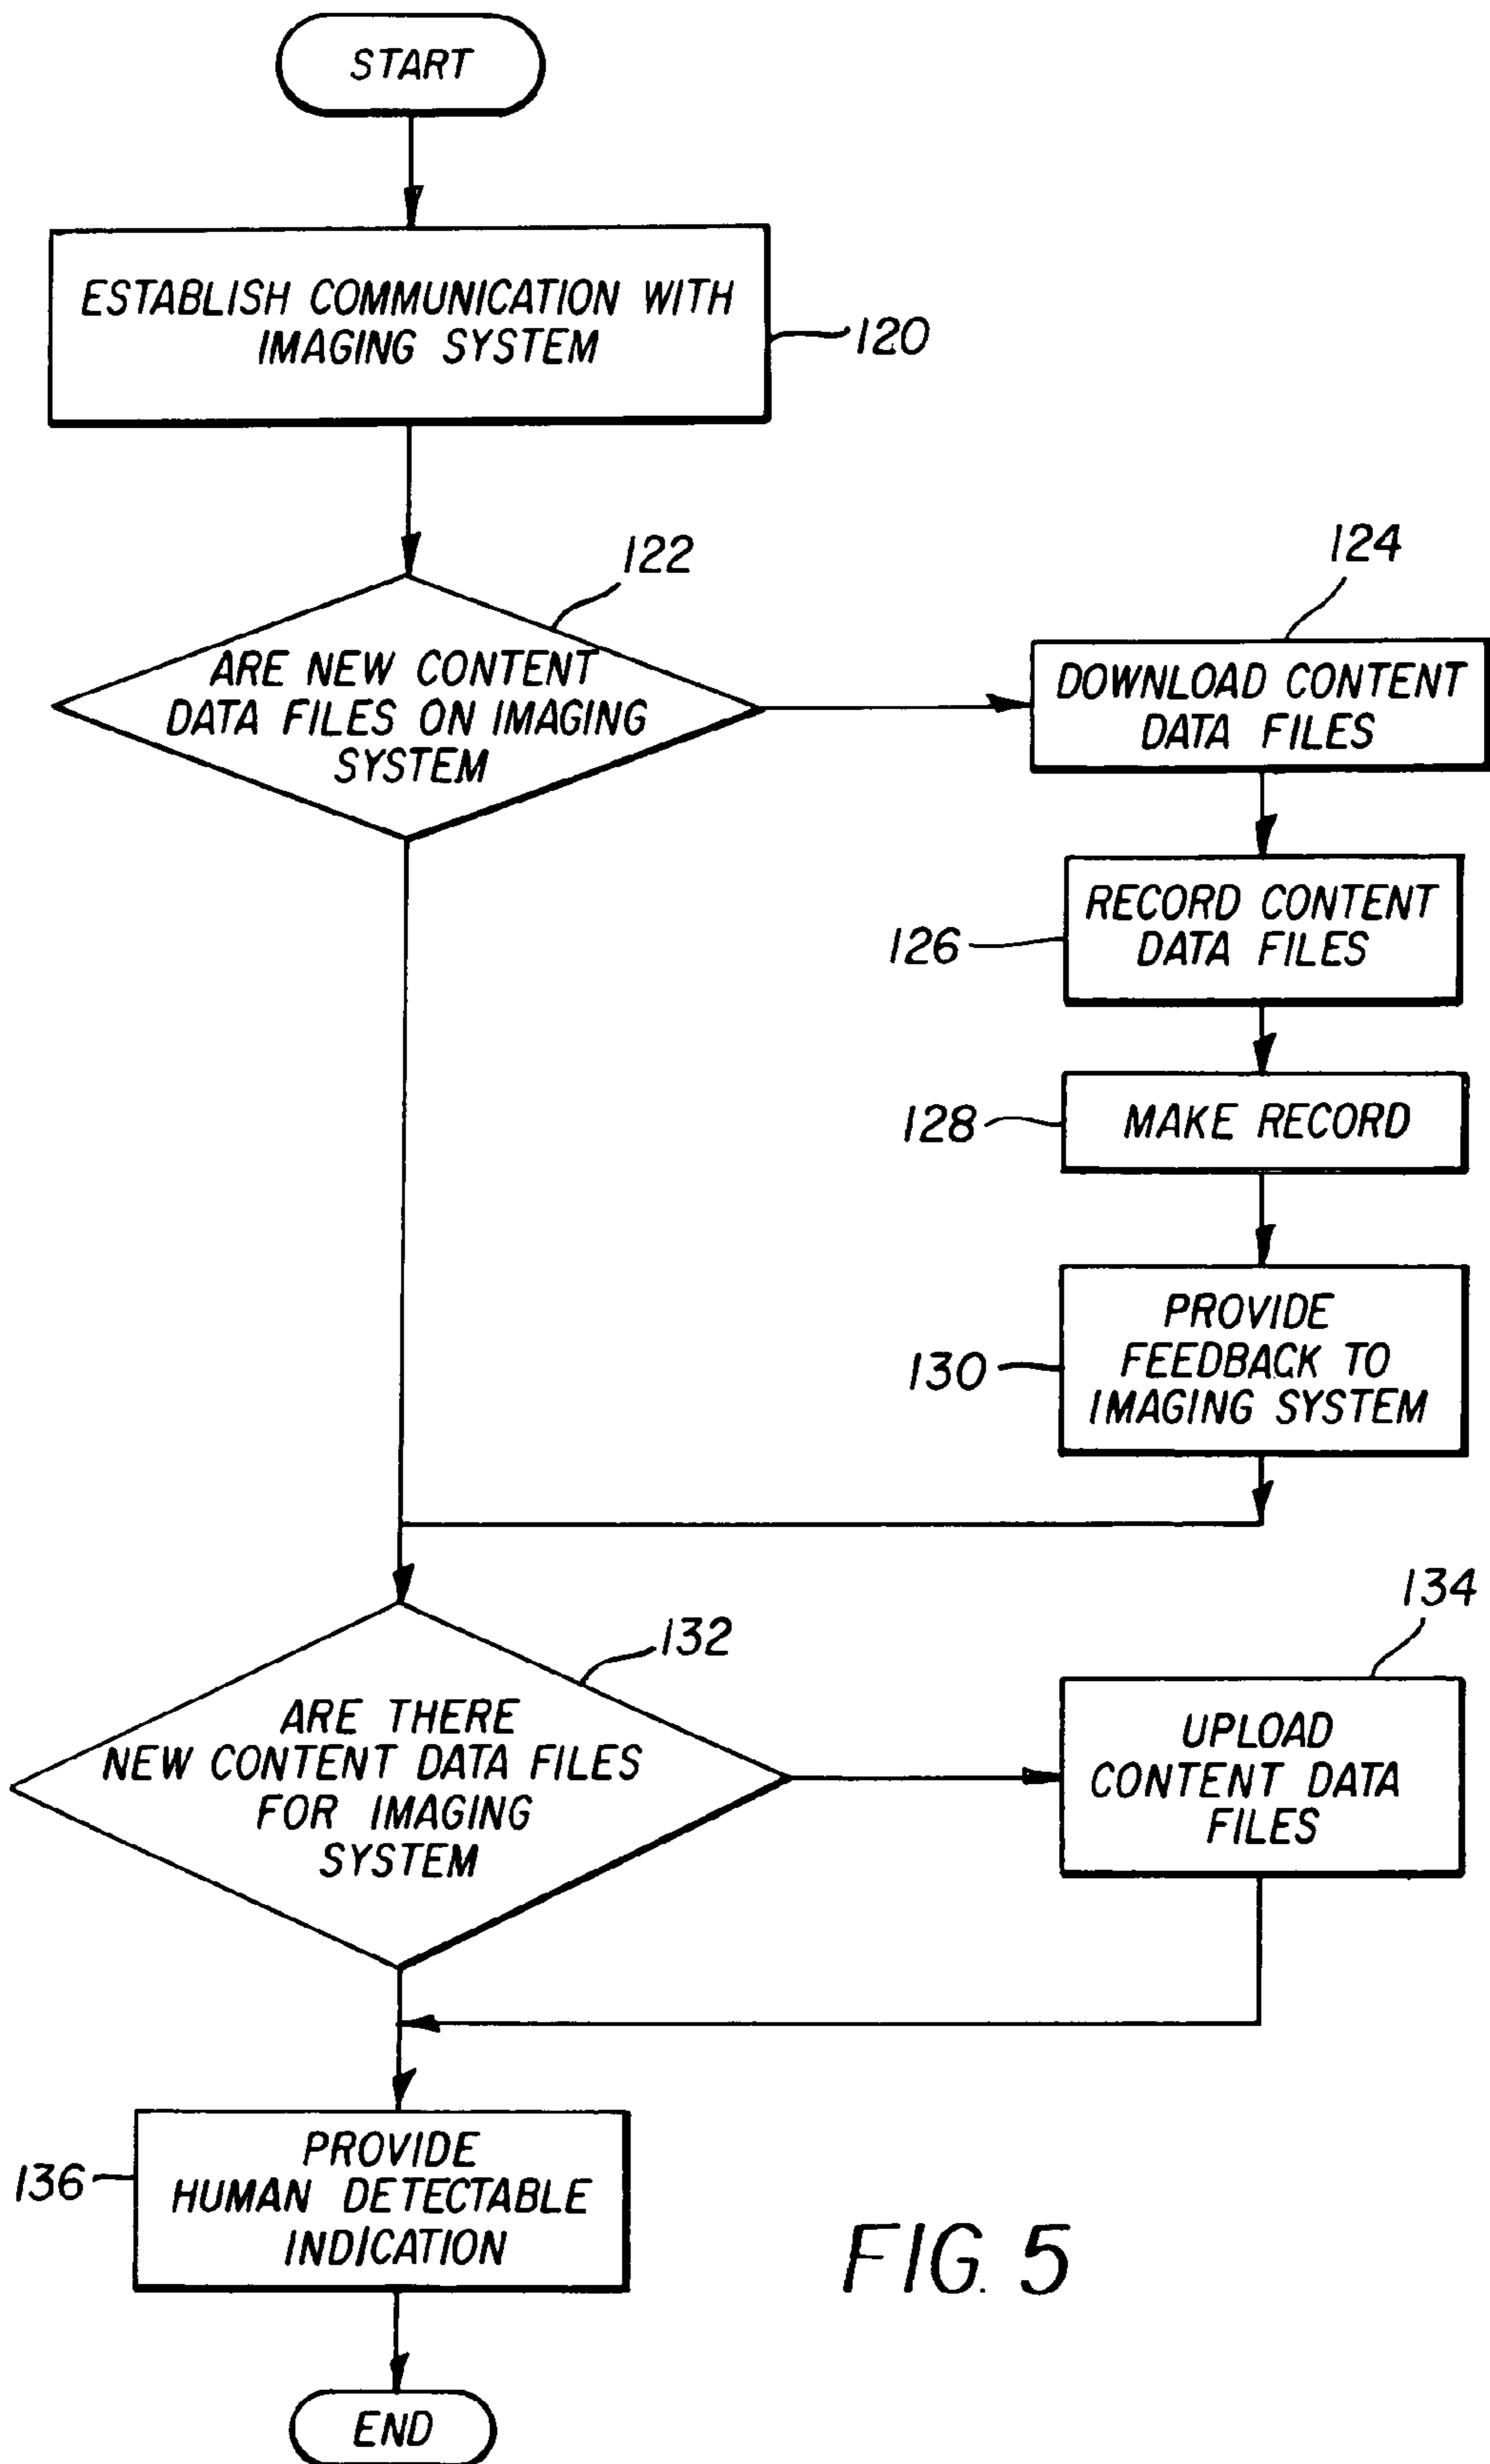 START
ESTABLISH COMMUNICATION WITH
IMAGING SYSTEM
120
122
ARE NEW CONTENT
DATA FILES ON IMAGING
SYSTEM
124
DOWNLOAD CONTENT
DATA FILES
126
RECORD CONTENT
DATA FILES
128
MAKE RECORD
130
PROVIDE
FEEDBACK TO
IMAGING SYSTEM
132
ARE THERE
NEW CONTENT DATA FILES
FOR IMAGING
SYSTEM
134
UPLOAD
CONTENT DATA
FILES
136
PROVIDE
HUMAN DETECTABLE
INDICATION
FIG. 5
END